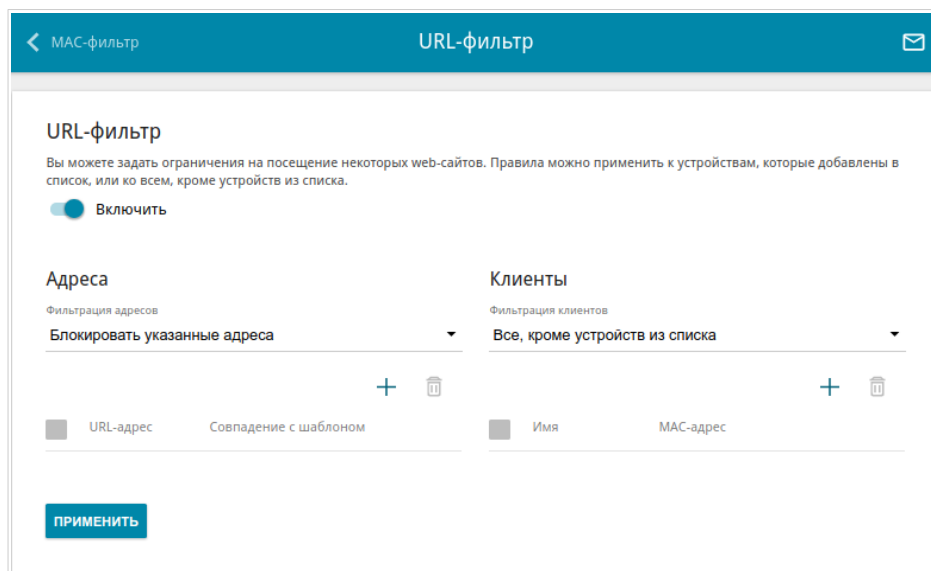 МАС-фильтр
URL-фильтр
URL-фильтр
Вы можете задать ограничения на посещение некоторых web-сайтов. Правила можно применить к устройствам, которые добавлены в
список, или ко всем, кроме устройств из списка.
Включить
Адреса
Клиенты
Фильтрация адресов
Фильтрация клиентов
Блокировать указанные адреса
Все, кроме устройств из списка
URL-адрес Совпадение с шаблоном
Имя МАС-адрес
ПРИМЕНИТЬ